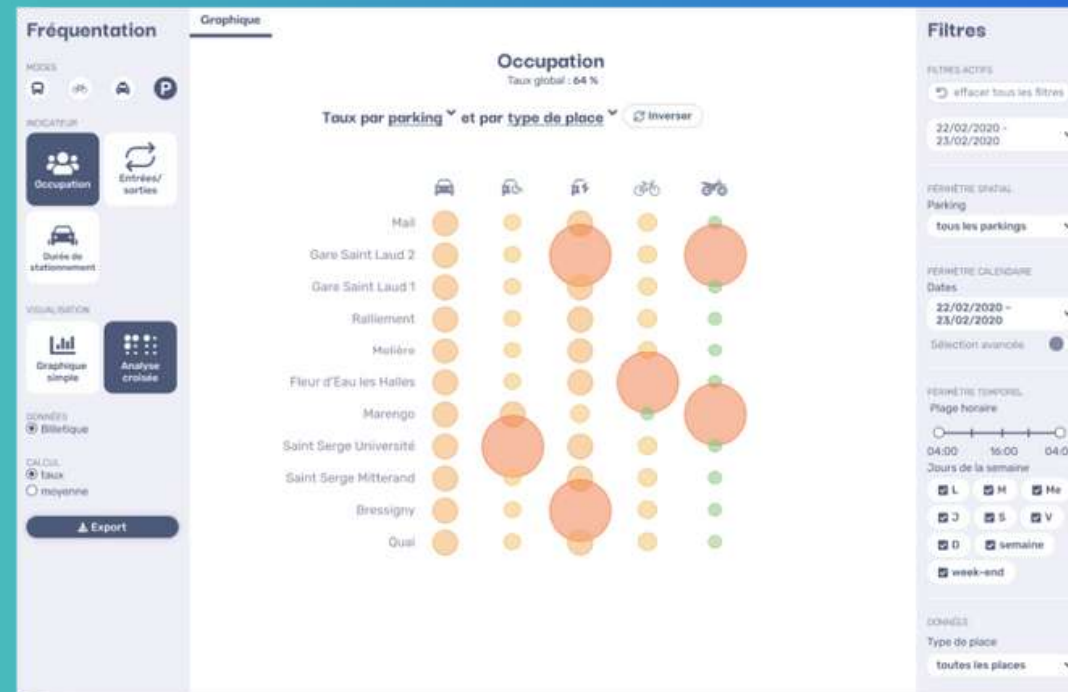 Fréquentation
MODES
P
INDICATEUR
Occupation
Entrées/
sorties
Durée de
stationnement
VISUALISATION
Graphique
simple
Analyse
croisée
DONNÉES
Billetique
CALCUL
taux
moyenne
Export
Graphique
Occupation
Taux global : 64 %
Taux par parking et par type de place
Inverser
Mail
Gare Saint Laud 2
Gare Saint Laud 1
Ralliement
Molière
Fleur d'Eau les Halles
Marengo
Saint Serge Université
Saint Serge Mitterand
Bressigny
Quai
Filtres
FILTRES ACTIFS
effacer tous les filtres
22/02/2020 -
23/02/2020
PÉRIMÈTRE SPATIAL
Parking
tous les parkings
PÉRIMÈTRE CALENDAIRE
Dates
22/02/2020 -
23/02/2020
Sélection avancée
PÉRIMÈTRE TEMPOREL
Plage horaire
04:00 16:00 04:0
Jours de la semaine
L M Me
J S V
D semaine
week-end
DONNÉES
Type de place
toutes les places